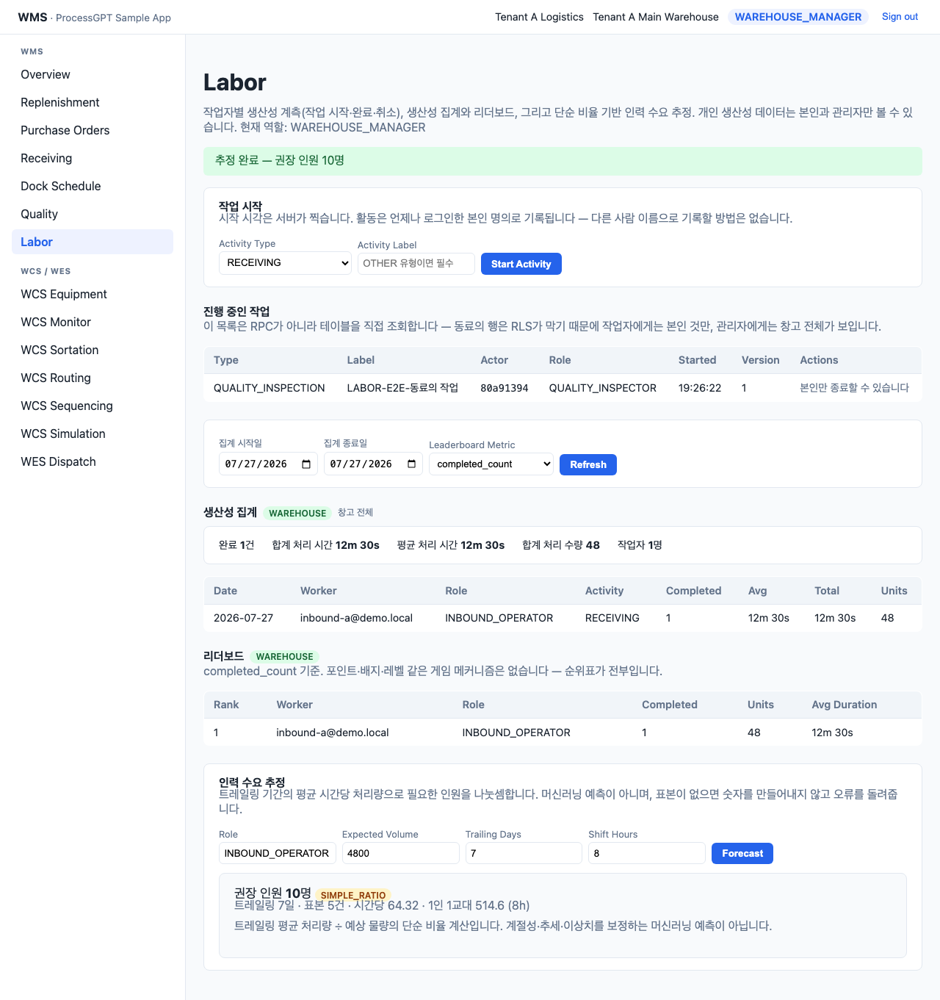 WMS · ProcessGPT Sample App
Tenant A Logistics Tenant A Main Warehouse WAREHOUSE_MANAGER Sign out
WMS
Overview
Replenishment
Purchase Orders
Receiving
Dock Schedule
Quality
Labor
WCS / WES
WCS Equipment
WCS Monitor
WCS Sortation
WCS Routing
WCS Sequencing
WCS Simulation
WES Dispatch
Labor
작업자별 생산성 계측(작업 시작·완료·취소), 생산성 집계와 리더보드, 그리고 단순 비율 기반 인력 수요 추정. 개인 생산성 데이터는 본인과 관리자만 볼 수 있
습니다. 현재 역할: WAREHOUSE_MANAGER
추정 완료 — 권장 인원 10명
작업 시작
시작 시각은 서버가 찍습니다. 활동은 언제나 로그인한 본인 명의로 기록됩니다 — 다른 사람 이름으로 기록할 방법은 없습니다.
Activity Type Activity Label
RECEIVING OTHER 유형이면 필수 Start Activity
진행 중인 작업
이 목록은 RPC가 아니라 테이블을 직접 조회합니다 — 동료의 행은 RLS가 막기 때문에 작업자에게는 본인 것만, 관리자에게는 창고 전체가 보입니다.
Type Label Actor Role Started Version Actions
QUALITY_INSPECTION LABOR-E2E-동료의 작업 80a91394 QUALITY_INSPECTOR 19:26:22 1 본인만 종료할 수 있습니다
집계 시작일 집계 종료일 Leaderboard Metric
07/27/2026 07/27/2026 completed_count Refresh
생산성 집계 WAREHOUSE 창고 전체
완료 1건 합계 처리 시간 12m 30s 평균 처리 시간 12m 30s 합계 처리 수량 48 작업자 1명
Date Worker Role Activity Completed Avg Total Units
2026-07-27 inbound-a@demo.local INBOUND_OPERATOR RECEIVING 1 12m 30s 12m 30s 48
리더보드 WAREHOUSE
completed_count 기준. 포인트·배지·레벨 같은 게임 메커니즘은 없습니다 — 순위표가 전부입니다.
Rank Worker Role Completed Units Avg Duration
1 inbound-a@demo.local INBOUND_OPERATOR 1 48 12m 30s
인력 수요 추정
트레일링 기간의 평균 시간당 처리량으로 필요한 인원을 나눗셈합니다. 머신러닝 예측이 아니며, 표본이 없으면 숫자를 만들어내지 않고 오류를 돌려줍
니다.
Role Expected Volume Trailing Days Shift Hours
INBOUND_OPERATOR 4800 7 8 Forecast
권장 인원 10명 SIMPLE_RATIO
트레일링 7일 · 표본 5건 · 시간당 64.32 · 1인 1교대 514.6 (8h)
트레일링 평균 처리량 ÷ 예상 물량의 단순 비율 계산입니다. 계절성·추세·이상치를 보정하는 머신러닝 예측이 아닙니다.